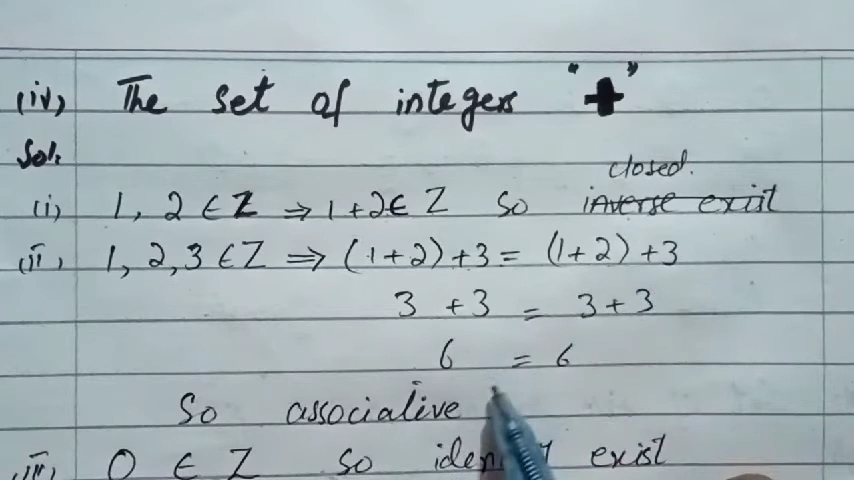 (iv) The set of integers "+"
Sol.
closed.
(i) 1, 2 ∈ Z ⇒ 1+2 ∈ Z so inverse exist
(ii) 1, 2, 3 ∈ Z ⇒ (1+2)+3 = (1+2)+3
3 +3 = 3+3
6 = 6
So associative
(iii) 0 ∈ Z so exist